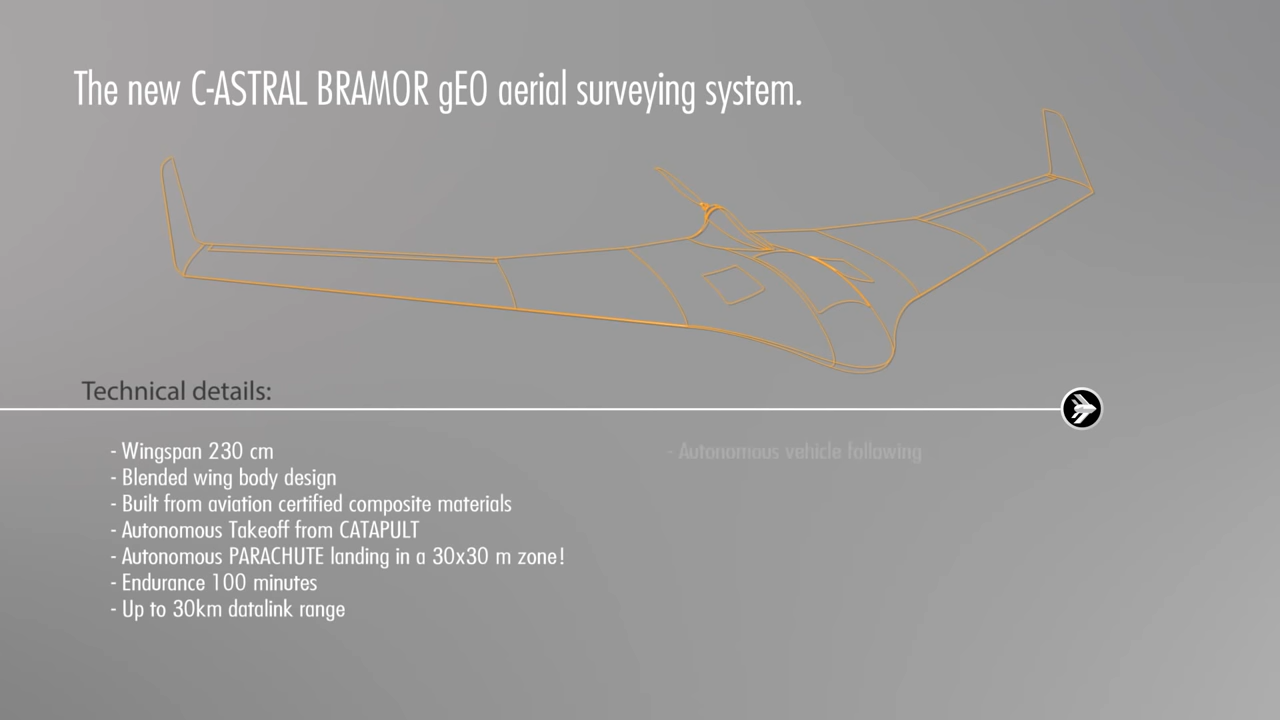 The new C-ASTRAL BRAMOR gEO aerial surveying system.
Technical details:
- Wingspan 230 cm
- Blended wing body design
- Built from aviation certified composite materials
- Autonomous Takeoff from CATAPULT
- Autonomous PARACHUTE landing in a 30x30 m zone!
- Endurance 100 minutes
- Up to 30km datalink range
- Autonomous vehicle following